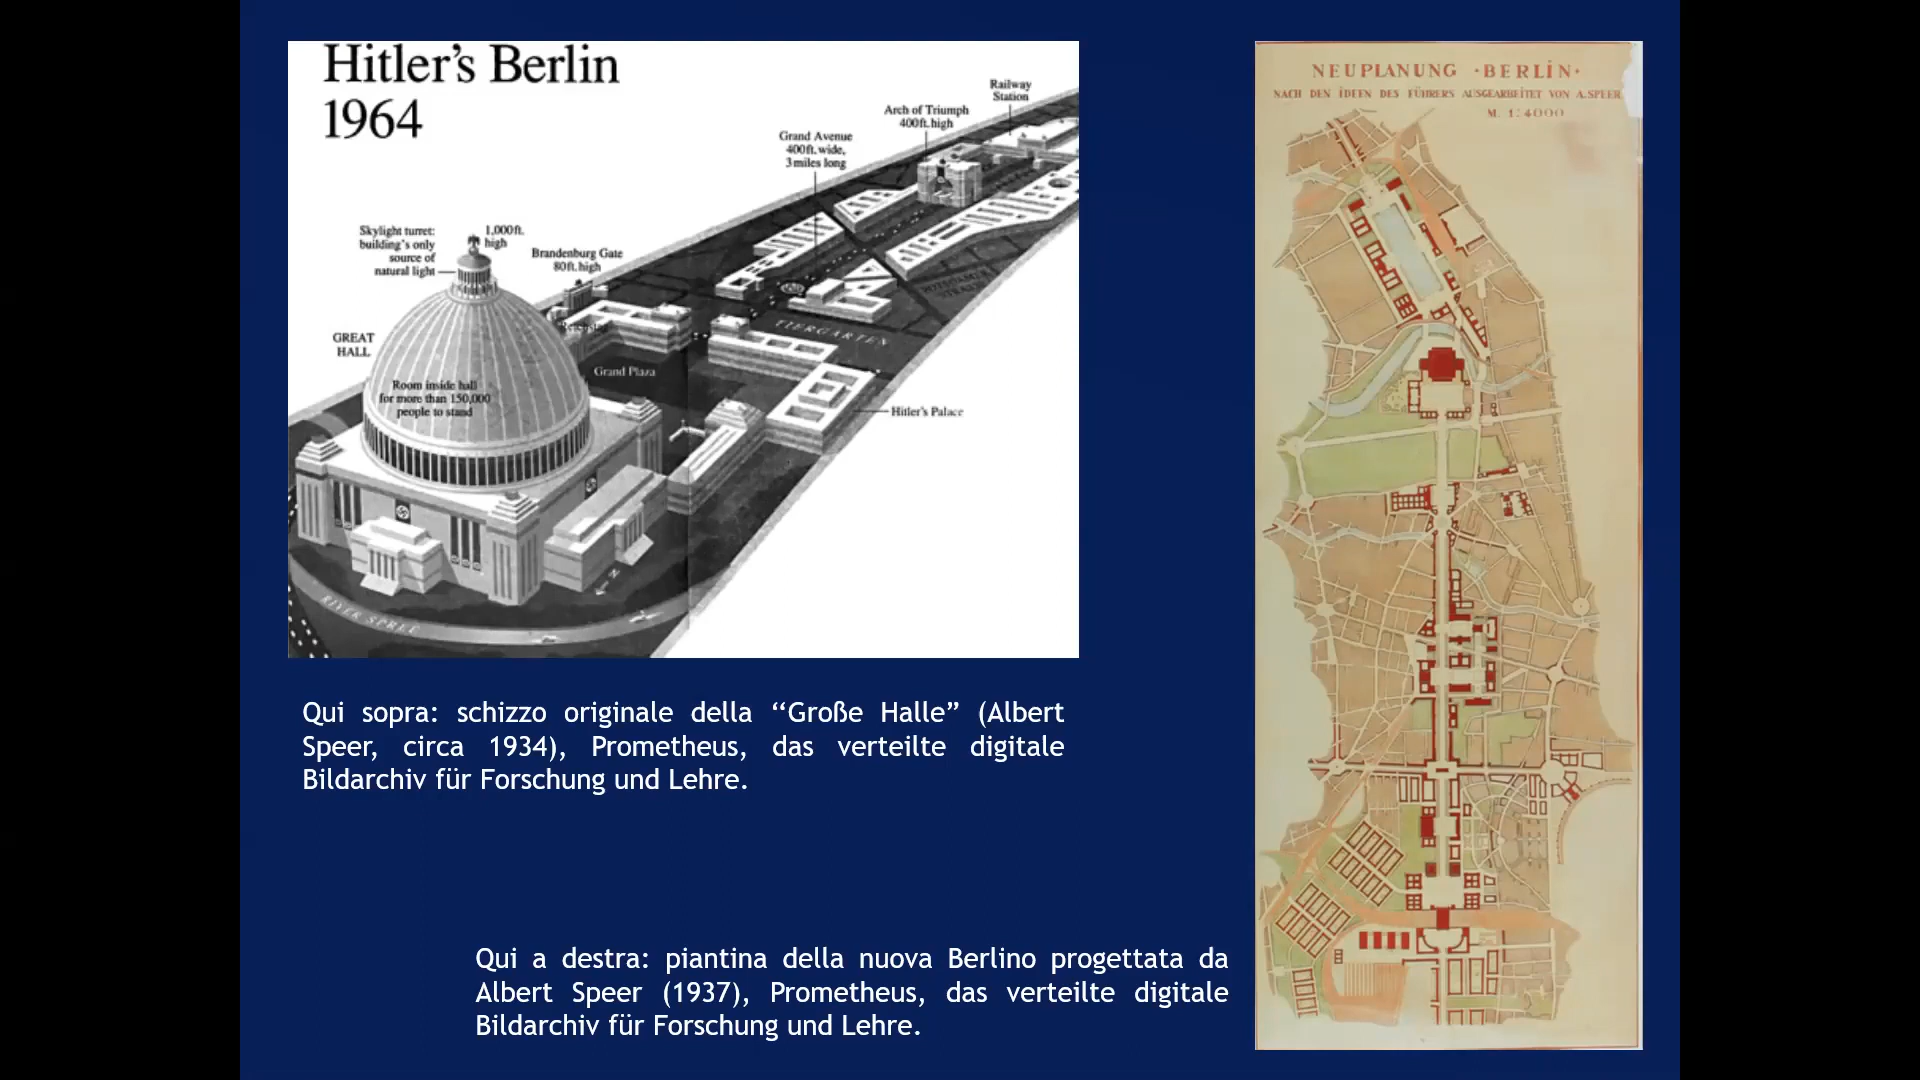 Hitler’s Berlin
1964
Railway
Station
Arch of Triumph
400ft. high
Grand Avenue
400ft. wide,
3 miles long
Skylight turret:
building’s only
source of
natural light
1,000ft.
high
Brandenburg Gate
80ft. high
GREAT
HALL
Room inside hall
for more than 150,000
people to stand
Grand Plaza
TIERGARTEN
Hitler’s Palace
N
RIVER SPREE
Qui sopra: schizzo originale della “Große Halle” (Albert
Speer, circa 1934), Prometheus, das verteilte digitale
Bildarchiv für Forschung und Lehre.
NEUPLANUNG ·BERLIN·
NACH DEN IDEEN DES FÜHRERS AUSGEARBEITET VON A. SPEER
M. 1:4000
Qui a destra: piantina della nuova Berlino progettata da
Albert Speer (1937), Prometheus, das verteilte digitale
Bildarchiv für Forschung und Lehre.